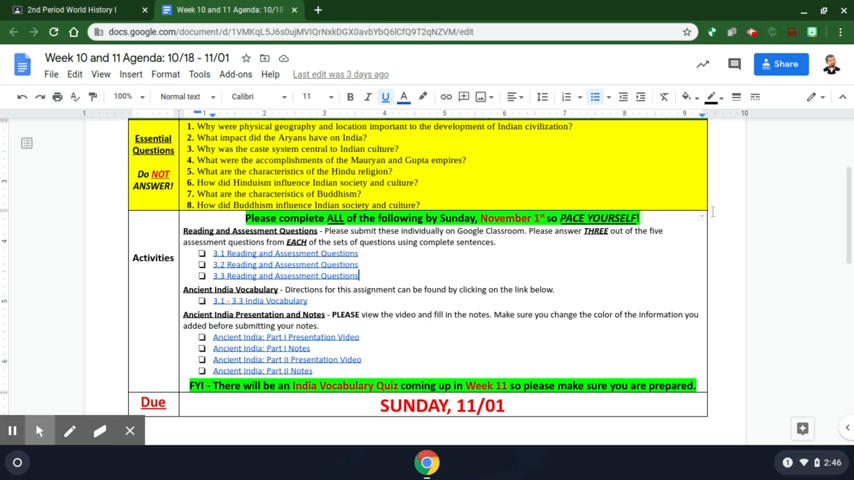 2nd Period World History I
Week 10 and 11 Agenda: 10/18 -
docs.google.com/document/d/1VMKqL5J6s0ujMVIQrNxkDGX0avbYbQ6lCfQ9T2qNZVM/edit
Week 10 and 11 Agenda: 10/18 - 11/01
File Edit View Insert Format Tools Add-ons Help Last edit was 3 days ago
Share
100% Normal text Calibri 11
1 1 2 3 4 5 6 7 8 9 10
Essential
Questions
Do NOT
ANSWER!
1. Why were physical geography and location important to the development of Indian civilization?
2. What impact did the Aryans have on India?
3. Why was the caste system central to Indian culture?
4. What were the accomplishments of the Mauryan and Gupta empires?
5. What are the characteristics of the Hindu religion?
6. How did Hinduism influence Indian society and culture?
7. What are the characteristics of Buddhism?
8. How did Buddhism influence Indian society and culture?
Activities
Please complete ALL of the following by Sunday, November 1st so PACE YOURSELF!
Reading and Assessment Questions - Please submit these individually on Google Classroom. Please answer THREE out of the five
assessment questions from EACH of the sets of questions using complete sentences.
3.1 Reading and Assessment Questions
3.2 Reading and Assessment Questions
3.3 Reading and Assessment Questions
Ancient India Vocabulary - Directions for this assignment can be found by clicking on the link below.
3.1 - 3.3 India Vocabulary
Ancient India Presentation and Notes - PLEASE view the video and fill in the notes. Make sure you change the color of the information you
added before submitting your notes.
Ancient India: Part I Presentation Video
Ancient India: Part I Notes
Ancient India: Part II Presentation Video
Ancient India: Part II Notes
FYI - There will be an India Vocabulary Quiz coming up in Week 11 so please make sure you are prepared.
Due
SUNDAY, 11/01
1 2:46